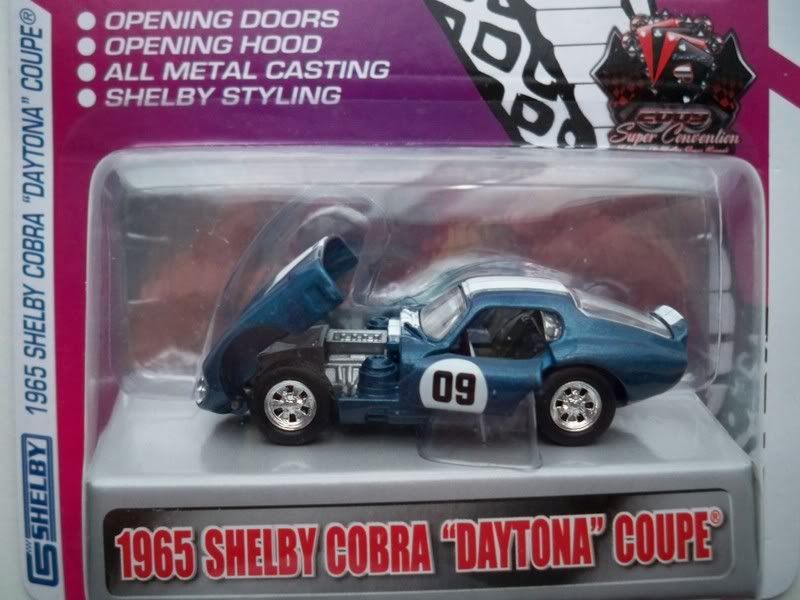 ● OPENING DOORS
● OPENING HOOD
● ALL METAL CASTING
● SHELBY STYLING
Super Convention
SHELBY 1965 SHELBY COBRA "DAYTONA" COUPE®
09
1965 SHELBY COBRA "DAYTONA" COUPE®